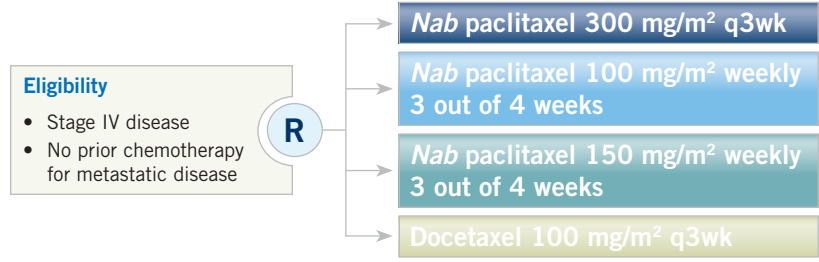 Nab paclitaxel 300 mg/m² q3wk
Eligibility
• Stage IV disease
• No prior chemotherapy
for metastatic disease
R
Nab paclitaxel 100 mg/m² weekly
3 out of 4 weeks
Nab paclitaxel 150 mg/m² weekly
3 out of 4 weeks
Docetaxel 100 mg/m² q3wk